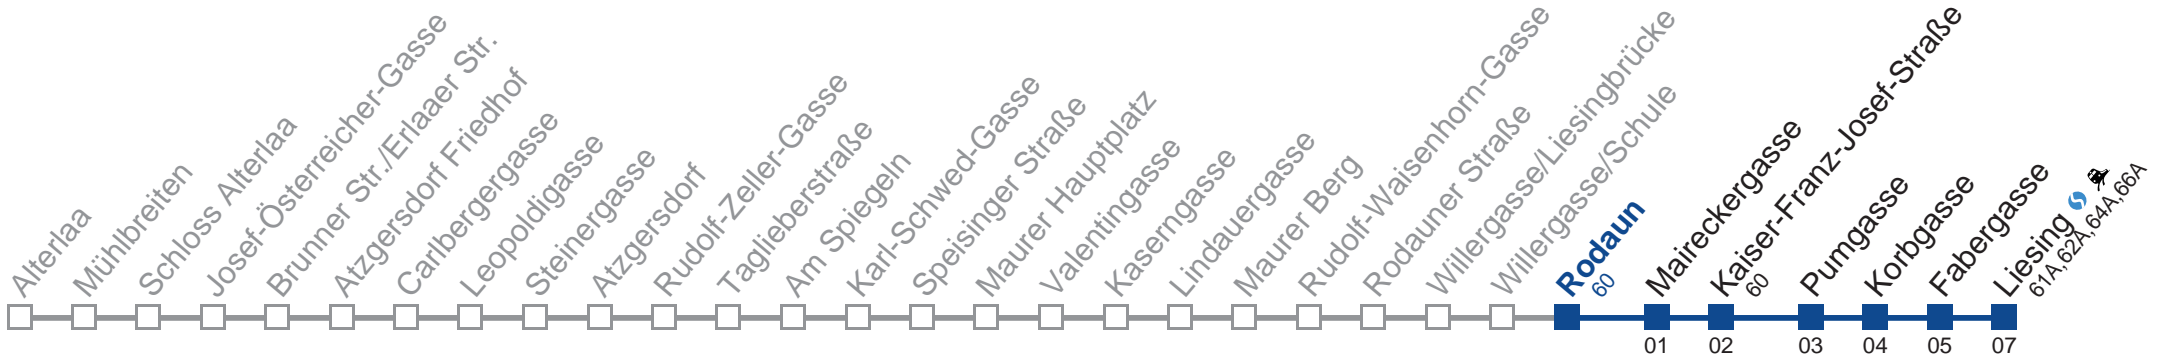 Alterlaa
Mühlbreiten
Schloss Alterlaa
Josef-Österreicher-Gasse
Brunner Str./Erlaaer Str.
Atzgersdorf Friedhof
Carlbergergasse
Leopoldigasse
Steinergasse
Atzgersdorf
Rudolf-Zeller-Gasse
Taglieberstraße
Am Spiegeln
Karl-Schwed-Gasse
Speisinger Straße
Maurer Hauptplatz
Valentingasse
Kaserngasse
Lindauergasse
Maurer Berg
Rudolf-Waisenhorn-Gasse
Rodauner Straße
Willergasse/Liesingbrücke
Willergasse/Schule
Rodaun
60
Maireckergasse
Kaiser-Franz-Josef-Straße
60
Pumgasse
Korbgasse
Fabergasse
Liesing
61A, 62A, 64A, 66A
01 02 03 04 05 07